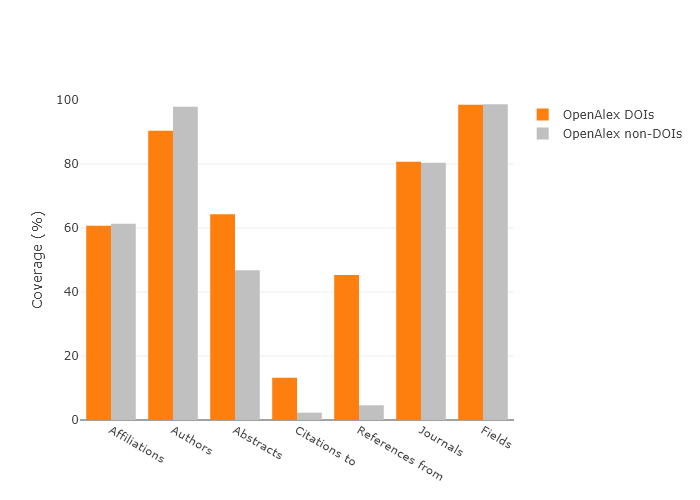 100
80
60
40
20
0
Coverage (%)
Affiliations
Authors
Abstracts
Citations to
References from
Journals
Fields
OpenAlex DOIs
OpenAlex non-DOIs